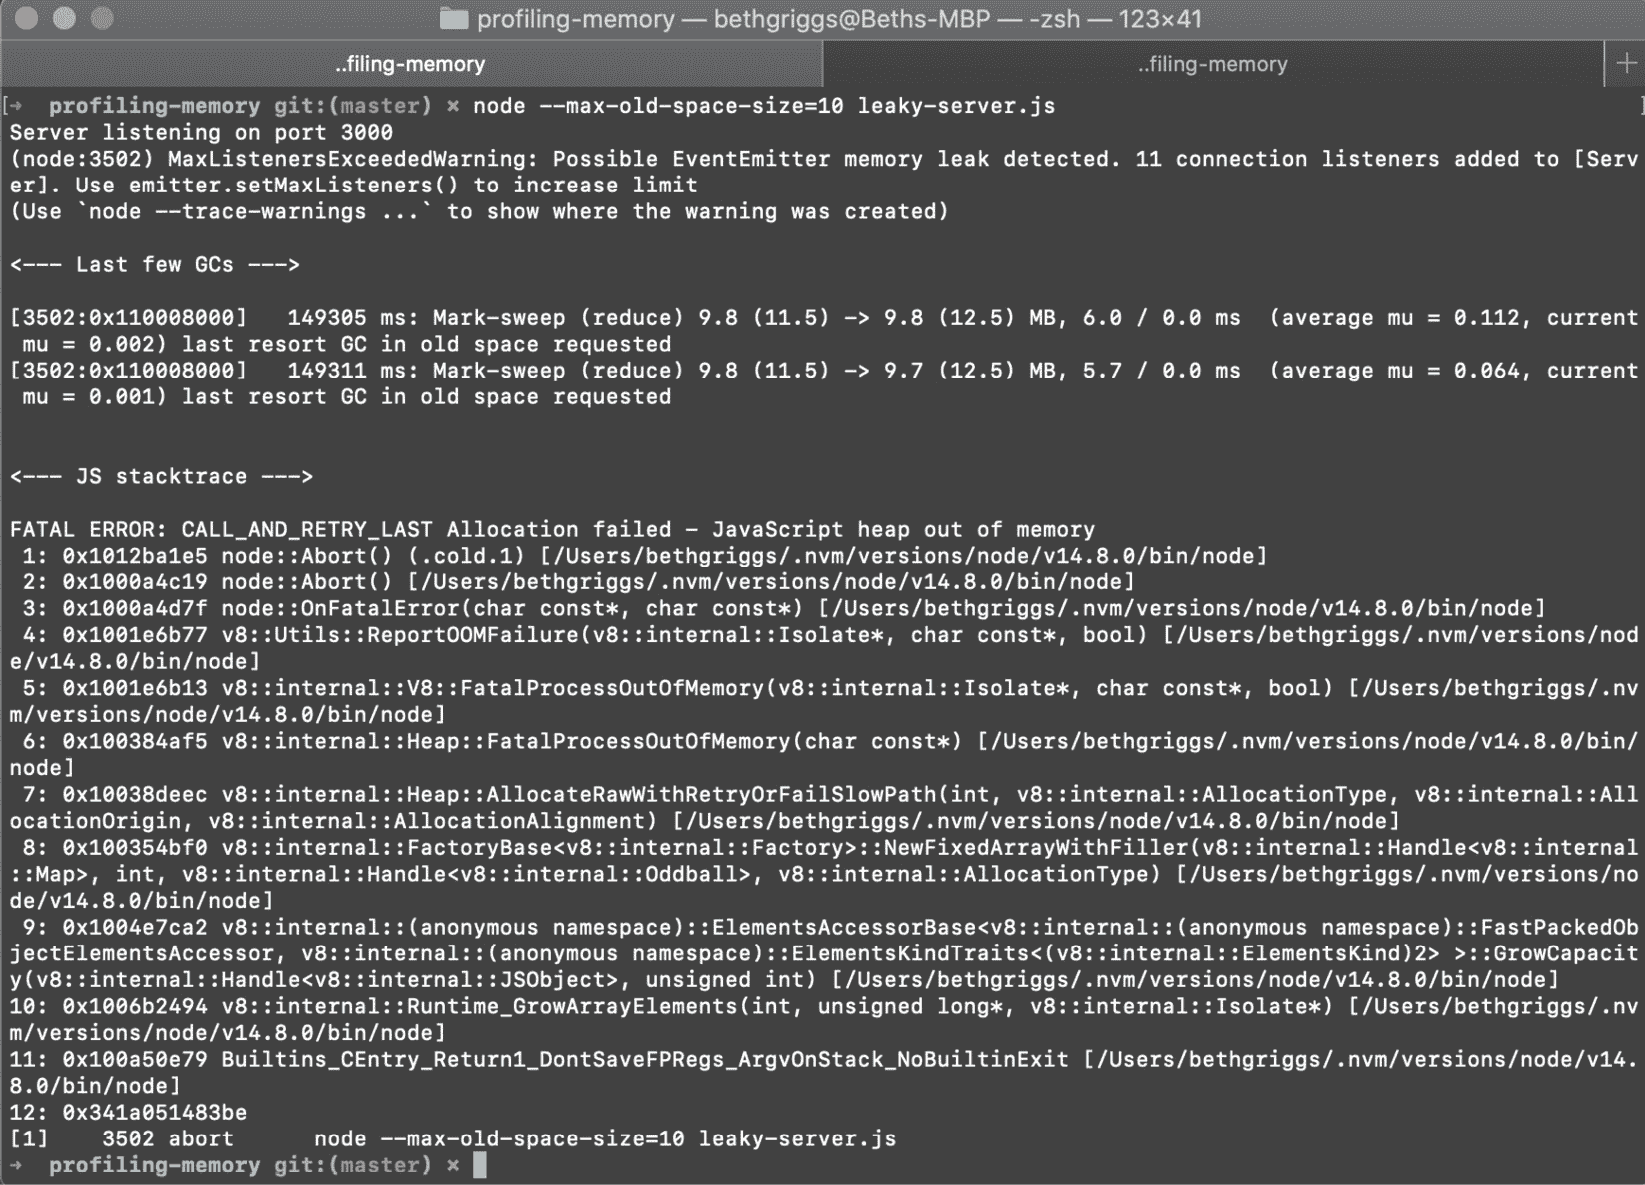 profiling-memory — bethgriggs@Beths-MBP — -zsh — 123×41
..filing-memory ..filing-memory +
[→ profiling-memory git:(master) × node --max-old-space-size=10 leaky-server.js ]
Server listening on port 3000
(node:3502) MaxListenersExceededWarning: Possible EventEmitter memory leak detected. 11 connection listeners added to [Serv
er]. Use emitter.setMaxListeners() to increase limit
(Use `node --trace-warnings ...` to show where the warning was created)
<--- Last few GCs --->
[3502:0x110008000]   149305 ms: Mark-sweep (reduce) 9.8 (11.5) -> 9.8 (12.5) MB, 6.0 / 0.0 ms  (average mu = 0.112, current
 mu = 0.002) last resort GC in old space requested
[3502:0x110008000]   149311 ms: Mark-sweep (reduce) 9.8 (11.5) -> 9.7 (12.5) MB, 5.7 / 0.0 ms  (average mu = 0.064, current
 mu = 0.001) last resort GC in old space requested
<--- JS stacktrace --->
FATAL ERROR: CALL_AND_RETRY_LAST Allocation failed - JavaScript heap out of memory
 1: 0x1012ba1e5 node::Abort() (.cold.1) [/Users/bethgriggs/.nvm/versions/node/v14.8.0/bin/node]
 2: 0x1000a4c19 node::Abort() [/Users/bethgriggs/.nvm/versions/node/v14.8.0/bin/node]
 3: 0x1000a4d7f node::OnFatalError(char const*, char const*) [/Users/bethgriggs/.nvm/versions/node/v14.8.0/bin/node]
 4: 0x1001e6b77 v8::Utils::ReportOOMFailure(v8::internal::Isolate*, char const*, bool) [/Users/bethgriggs/.nvm/versions/nod
e/v14.8.0/bin/node]
 5: 0x1001e6b13 v8::internal::V8::FatalProcessOutOfMemory(v8::internal::Isolate*, char const*, bool) [/Users/bethgriggs/.nv
m/versions/node/v14.8.0/bin/node]
 6: 0x100384af5 v8::internal::Heap::FatalProcessOutOfMemory(char const*) [/Users/bethgriggs/.nvm/versions/node/v14.8.0/bin/
node]
 7: 0x10038deec v8::internal::Heap::AllocateRawWithRetryOrFailSlowPath(int, v8::internal::AllocationType, v8::internal::All
ocationOrigin, v8::internal::AllocationAlignment) [/Users/bethgriggs/.nvm/versions/node/v14.8.0/bin/node]
 8: 0x100354bf0 v8::internal::FactoryBase<v8::internal::Factory>::NewFixedArrayWithFiller(v8::internal::Handle<v8::internal
::Map>, int, v8::internal::Handle<v8::internal::Oddball>, v8::internal::AllocationType) [/Users/bethgriggs/.nvm/versions/no
de/v14.8.0/bin/node]
 9: 0x1004e7ca2 v8::internal::(anonymous namespace)::ElementsAccessorBase<v8::internal::(anonymous namespace)::FastPackedOb
jectElementsAccessor, v8::internal::(anonymous namespace)::ElementsKindTraits<(v8::internal::ElementsKind)2> >::GrowCapacit
y(v8::internal::Handle<v8::internal::JSObject>, unsigned int) [/Users/bethgriggs/.nvm/versions/node/v14.8.0/bin/node]
10: 0x1006b2494 v8::internal::Runtime_GrowArrayElements(int, unsigned long*, v8::internal::Isolate*) [/Users/bethgriggs/.nv
m/versions/node/v14.8.0/bin/node]
11: 0x100a50e79 Builtins_CEntry_Return1_DontSaveFPRegs_ArgvOnStack_NoBuiltinExit [/Users/bethgriggs/.nvm/versions/node/v14.
8.0/bin/node]
12: 0x341a051483be
[1]    3502 abort      node --max-old-space-size=10 leaky-server.js
→ profiling-memory git:(master) ×